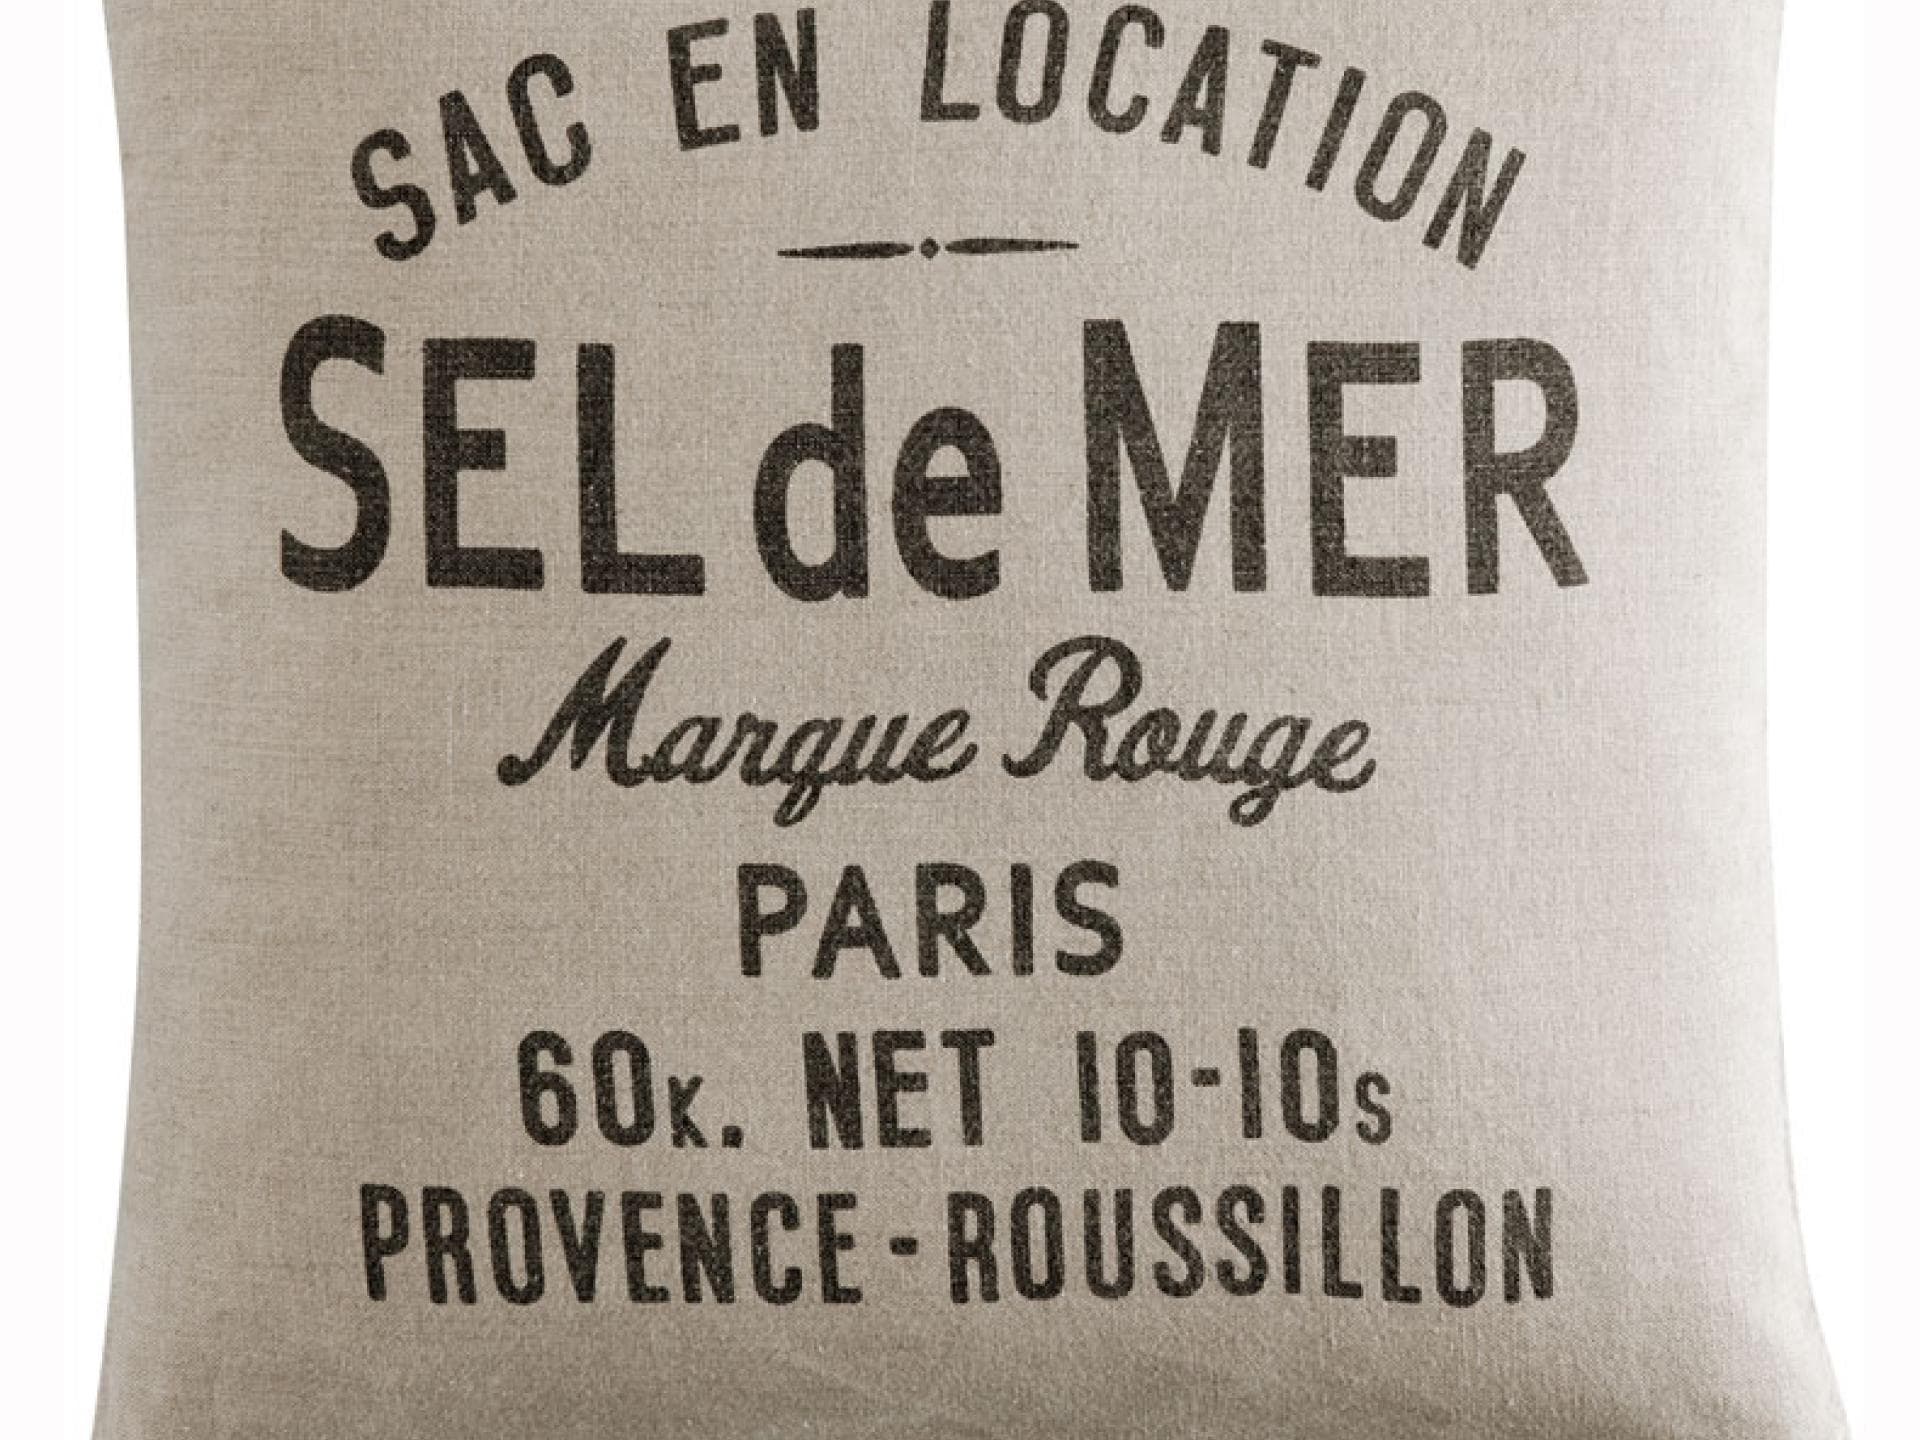 SAC EN LOCATION
SEL de MER
Marque Rouge
PARIS
60K. NET 10-10S
PROVENCE-ROUSSILLON